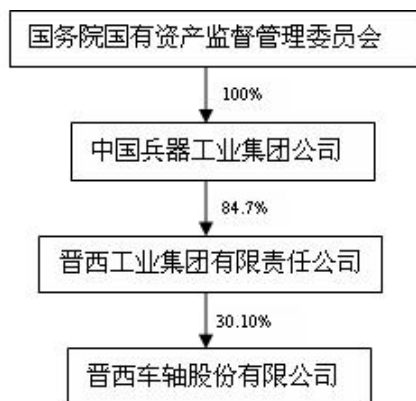 国务院国有资产监督管理委员会
100%
中国兵器工业集团公司
84.7%
晋西工业集团有限责任公司
30.10%
晋西车轴股份有限公司